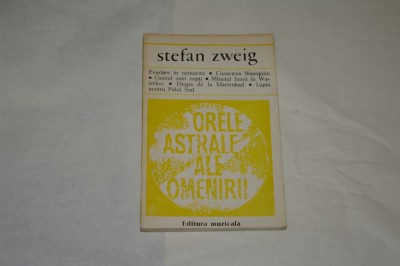 stefan zweig
Evadare în nemurire • Cucerirea Bizanțului
• Geniul unei nopți • Minutul lumii la Wa-
terloo • Elegia de la Marienbad • Lupta
pentru Polul Sud
ORELE
ASTRALE
ALE
OMENIRII
Editura muzicală